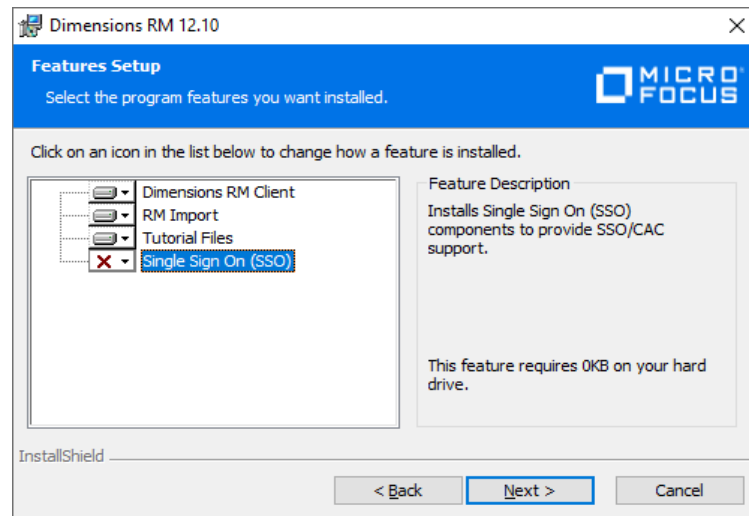 Dimensions RM 12.10
Features Setup
Select the program features you want installed.
MICRO
FOCUS
Click on an icon in the list below to change how a feature is installed.
Dimensions RM Client
RM Import
Tutorial Files
Single Sign On (SSO)
Feature Description
Installs Single Sign On (SSO)
components to provide SSO/CAC
support.
This feature requires 0KB on your hard
drive.
InstallShield
< Back
Next >
Cancel